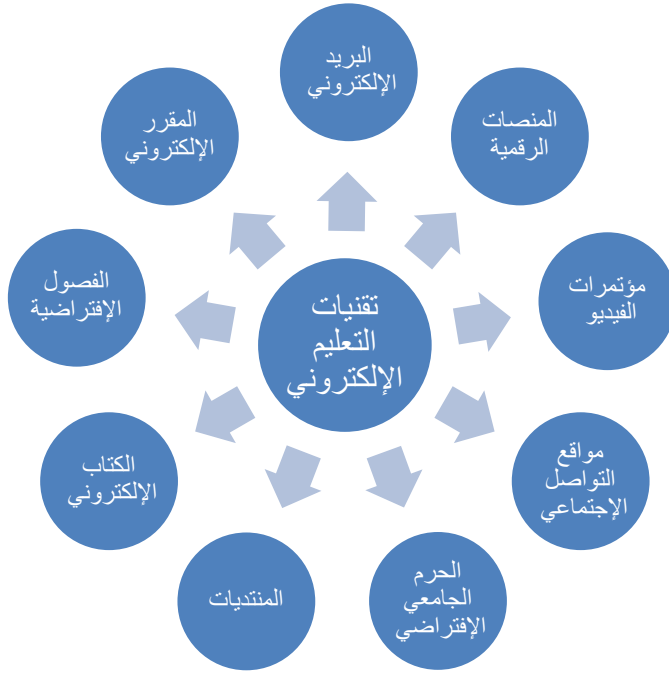 تقنيات
التعليم
الإلكتروني
البريد
الإلكتروني
المنصات
الرقمية
مؤتمرات
الفيديو
مواقع
التواصل
الإجتماعي
الحرم
الجامعي
الإفتراضي
المنتديات
الكتاب
الإلكتروني
الفصول
الإفتراضية
المقرر
الإلكتروني